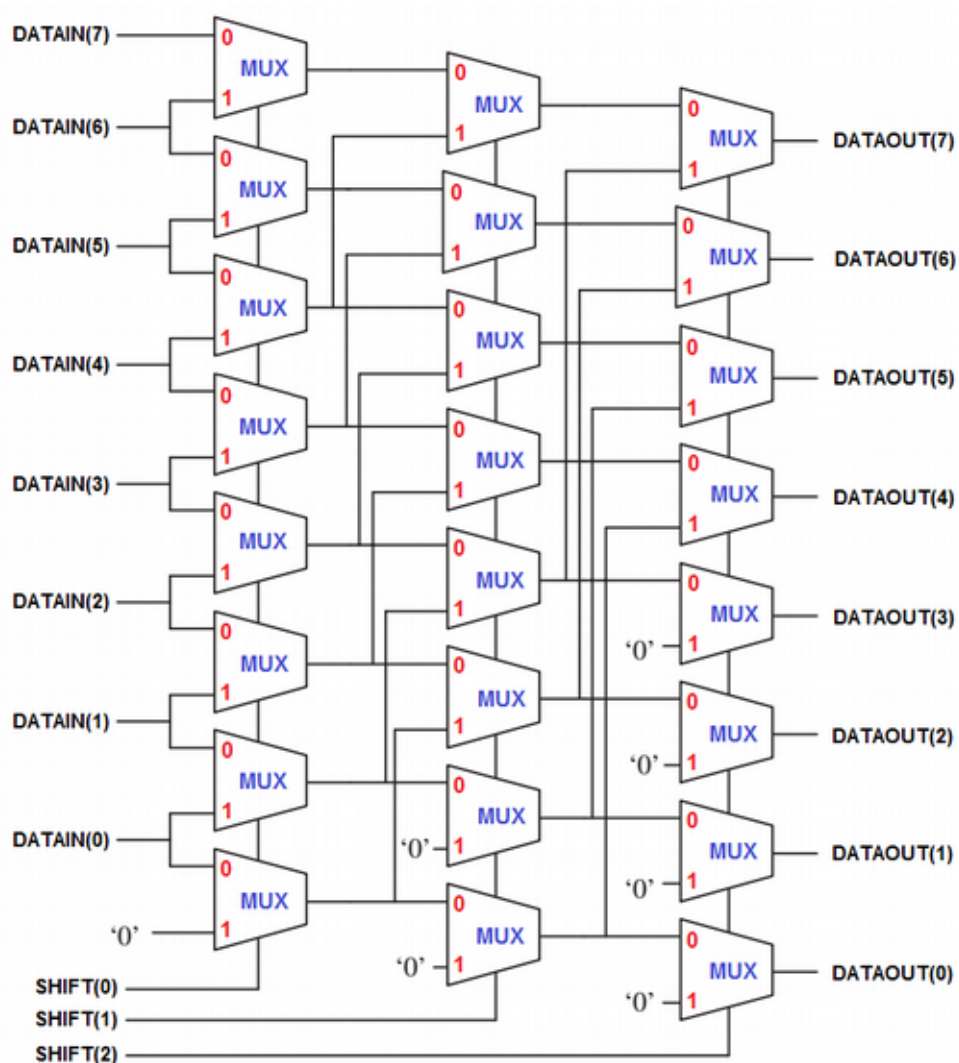 DATAIN(7)
0
MUX
1
0
MUX
1
0
MUX
1
DATAOUT(7)
DATAIN(6)
0
MUX
1
0
MUX
1
0
MUX
1
DATAOUT(6)
DATAIN(5)
0
MUX
1
0
MUX
1
0
MUX
1
DATAOUT(5)
DATAIN(4)
0
MUX
1
0
MUX
1
0
MUX
1
DATAOUT(4)
DATAIN(3)
0
MUX
1
0
MUX
1
0
MUX
‘0’
1
DATAOUT(3)
DATAIN(2)
0
MUX
1
0
MUX
1
0
MUX
‘0’
1
DATAOUT(2)
DATAIN(1)
0
MUX
1
0
MUX
‘0’
1
0
MUX
‘0’
1
DATAOUT(1)
DATAIN(0)
0
MUX
‘0’
1
0
MUX
‘0’
1
0
MUX
‘0’
1
DATAOUT(0)
SHIFT(0)
SHIFT(1)
SHIFT(2)